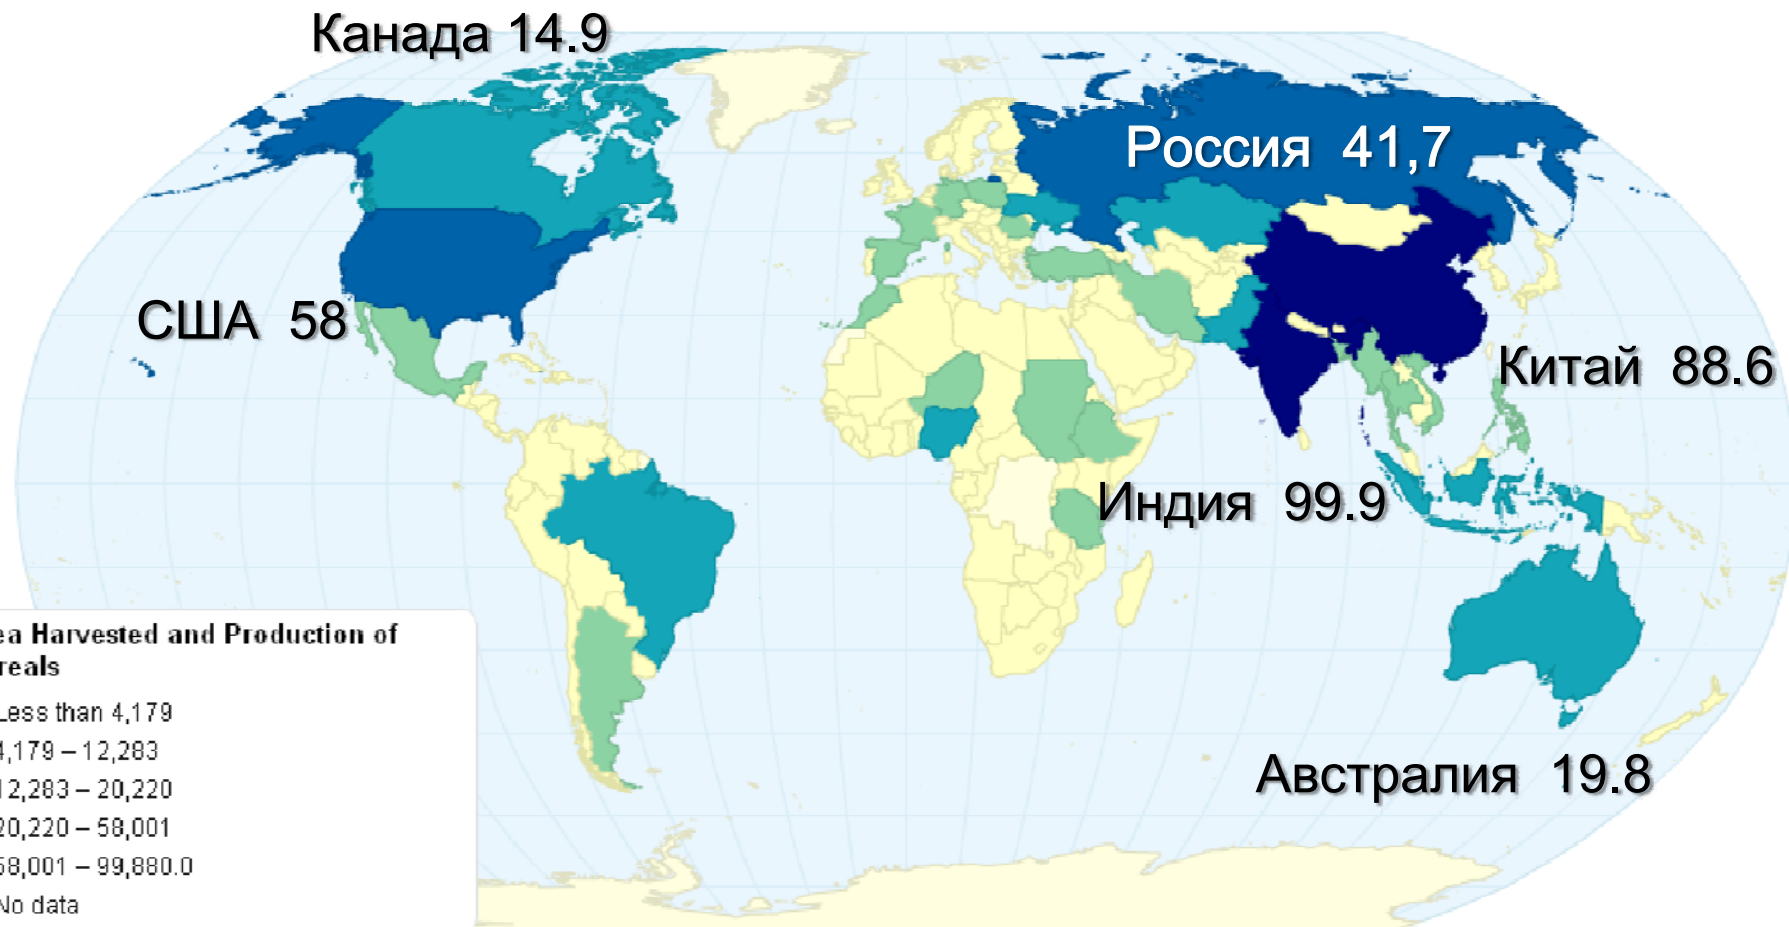 Канада 14.9
Россия 41,7
США 58
Китай 88.6
Индия 99.9
Австралия 19.8
ea Harvested and Production of
reals
Less than 4,179
4,179 – 12,283
12,283 – 20,220
20,220 – 58,001
58,001 – 99,880.0
No data